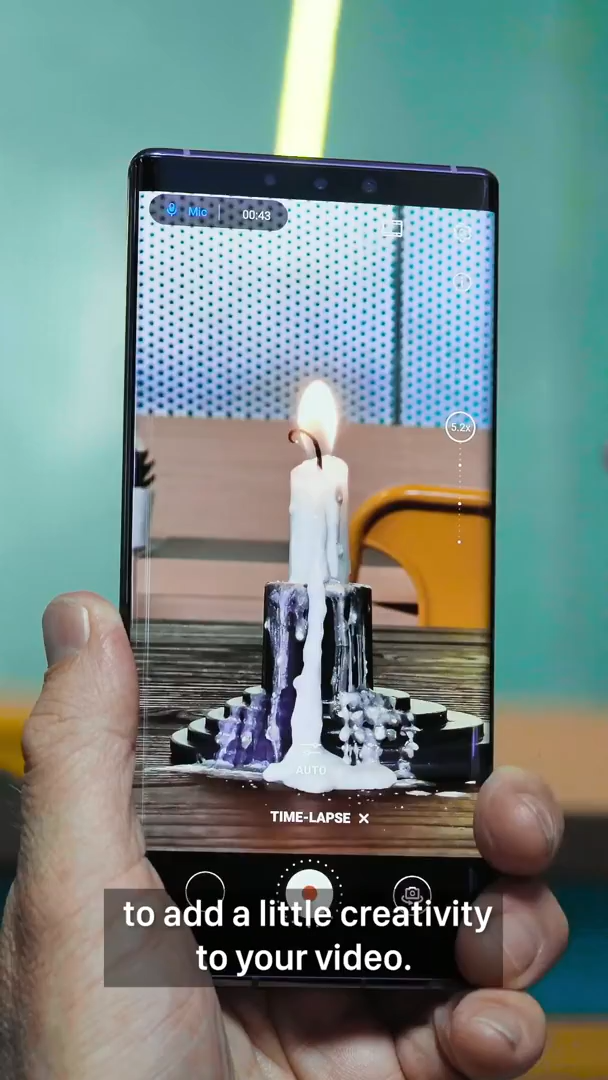 Mic 00:43
5.2x
AUTO
TIME-LAPSE X
to add a little creativity
to your video.